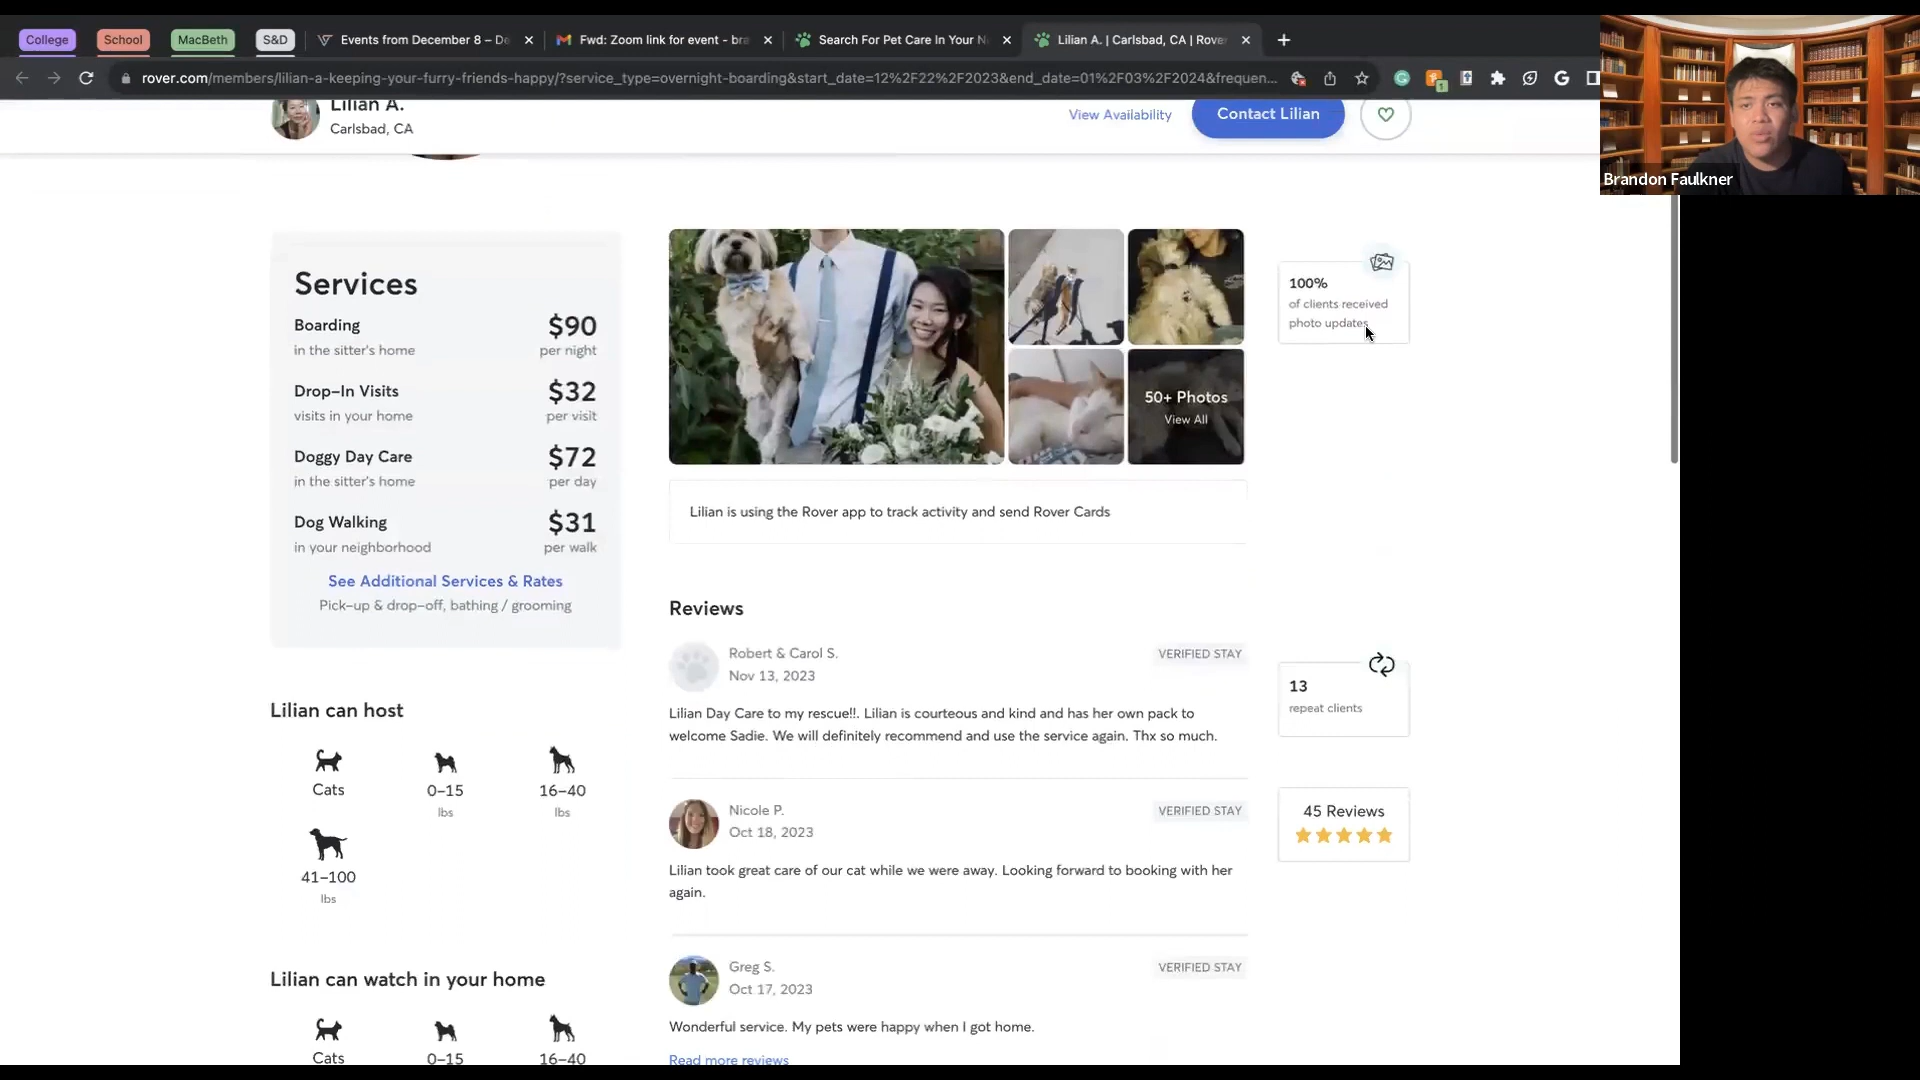 College
School
MacBeth
S&D
Events from December 8 – De
Fwd: Zoom link for event - bra
Search For Pet Care In Your N
Lilian A. | Carlsbad, CA | Rove
rover.com/members/lilian-a-keeping-your-furry-friends-happy/?service_type=overnight-boarding&start_date=12%2F22%2F2023&end_date=01%2F03%2F2024&frequen...
1
Brandon Faulkner
Lilian A.
Carlsbad, CA
View Availability
Contact Lilian
Services
Boarding
$90
in the sitter's home
per night
Drop-In Visits
$32
visits in your home
per visit
Doggy Day Care
$72
in the sitter's home
per day
Dog Walking
$31
in your neighborhood
per walk
See Additional Services & Rates
Pick-up & drop-off, bathing / grooming
50+ Photos
View All
100%
of clients received
photo updates
Lilian is using the Rover app to track activity and send Rover Cards
Reviews
Robert & Carol S.
VERIFIED STAY
Nov 13, 2023
Lilian Day Care to my rescue!!. Lilian is courteous and kind and has her own pack to
welcome Sadie. We will definitely recommend and use the service again. Thx so much.
13
repeat clients
Nicole P.
VERIFIED STAY
Oct 18, 2023
Lilian took great care of our cat while we were away. Looking forward to booking with her
again.
45 Reviews
Greg S.
VERIFIED STAY
Oct 17, 2023
Wonderful service. My pets were happy when I got home.
Read more reviews
Lilian can host
Cats
0–15
lbs
16–40
lbs
41–100
lbs
Lilian can watch in your home
Cats
0–15
16–40